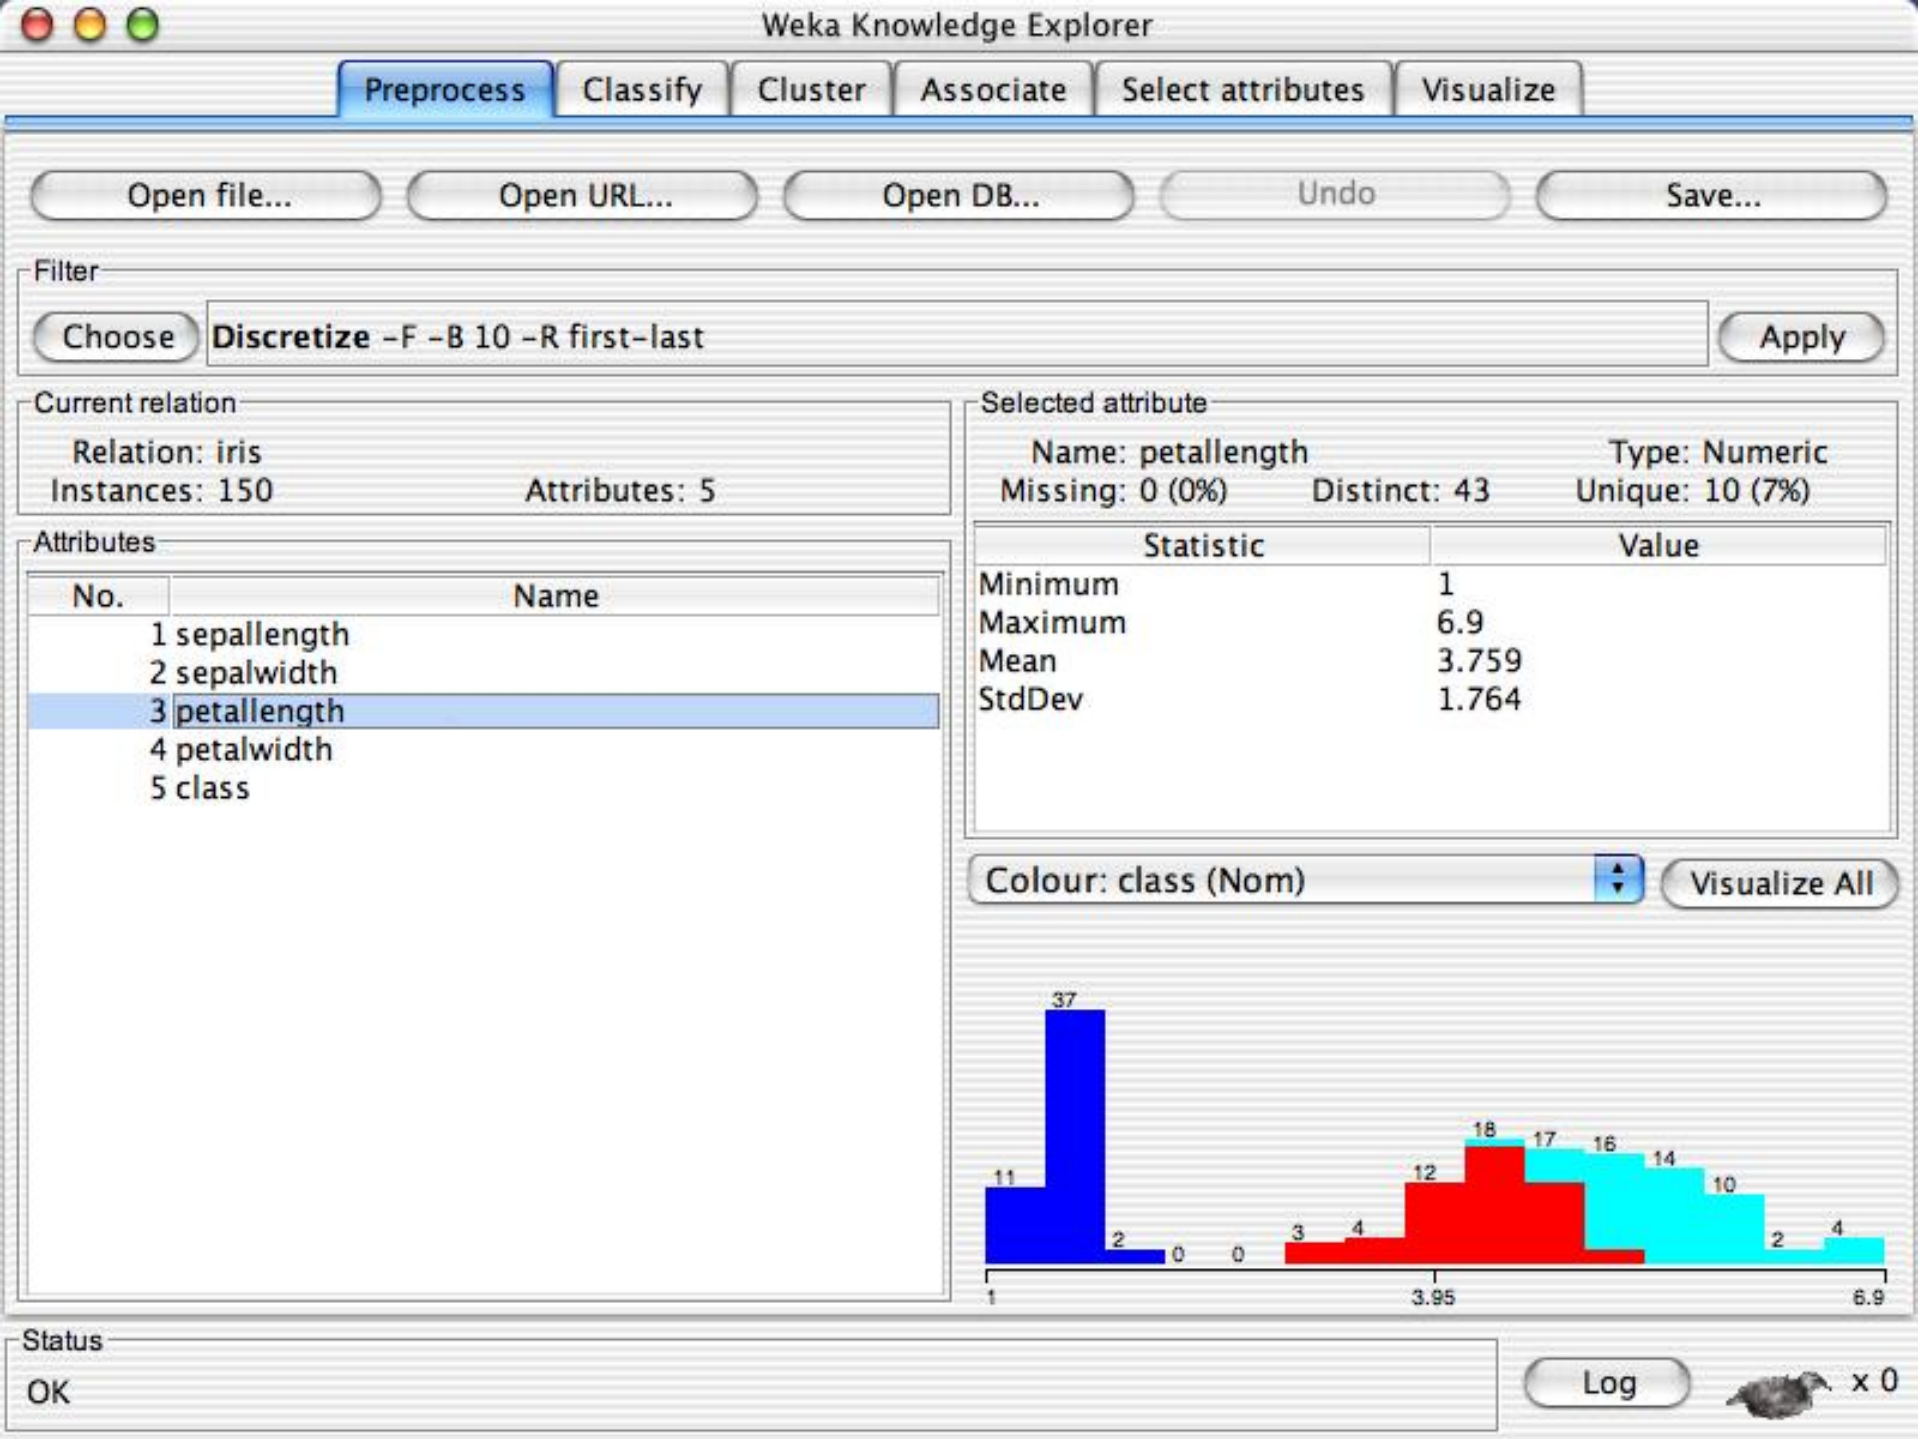 Weka Knowledge Explorer
Preprocess Classify Cluster Associate Select attributes Visualize
Open file... Open URL... Open DB... Undo Save...
Filter
Choose Discretize -F -B 10 -R first-last Apply
Current relation
Relation: iris
Instances: 150 Attributes: 5
Attributes
No. Name
1 sepallength
2 sepalwidth
3 petallength
4 petalwidth
5 class
Selected attribute
Name: petallength Type: Numeric
Missing: 0 (0%) Distinct: 43 Unique: 10 (7%)
Statistic Value
Minimum 1
Maximum 6.9
Mean 3.759
StdDev 1.764
Colour: class (Nom) Visualize All
11 37 2 0 0 3 4 12 18 17 16 14 10 2 4
1 3.95 6.9
Status
OK
Log x 0